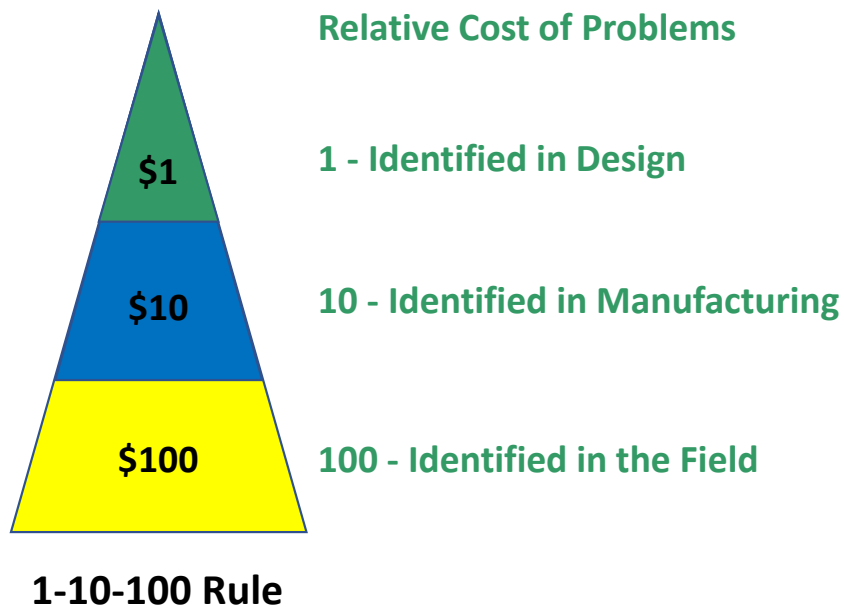 Relative Cost of Problems
$1
1 - Identified in Design
$10
10 - Identified in Manufacturing
$100
100 - Identified in the Field
1-10-100 Rule